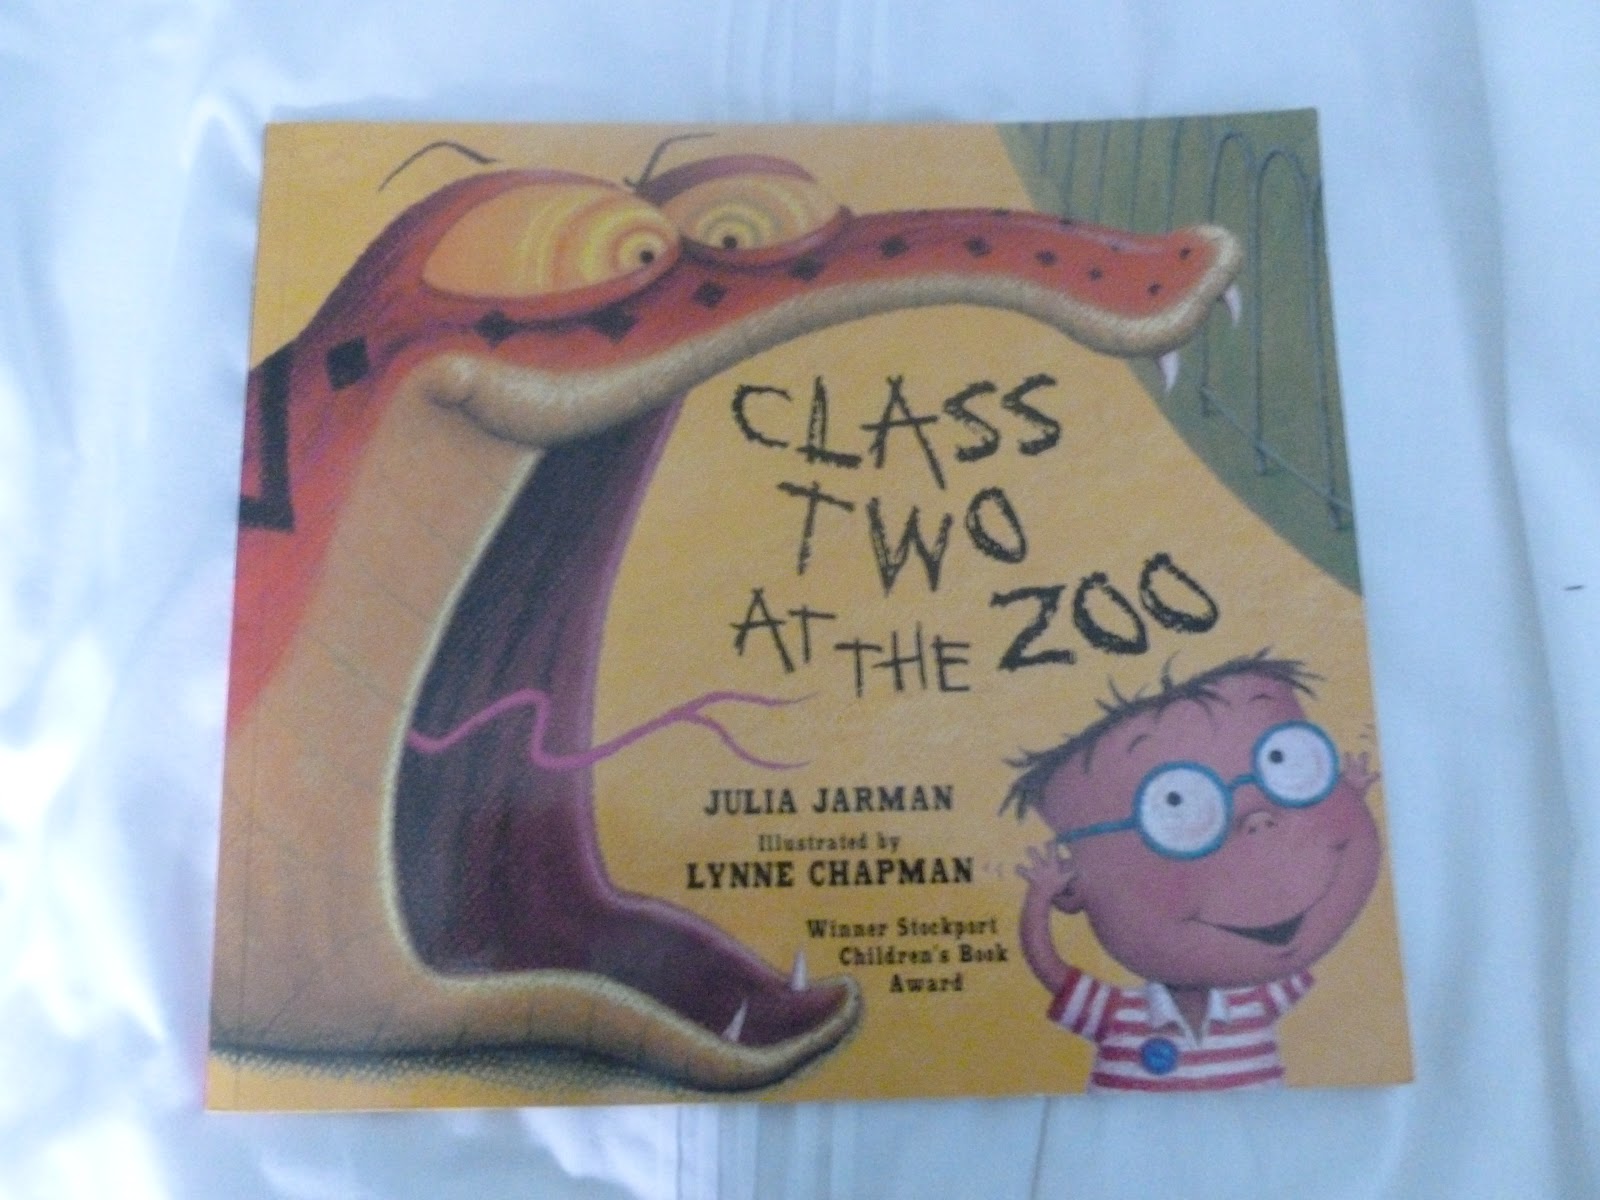 CLASS
TWO
AT THE ZOO
JULIA JARMAN
Illustrated by
LYNNE CHAPMAN
Winner Stockport
Children's Book
Award